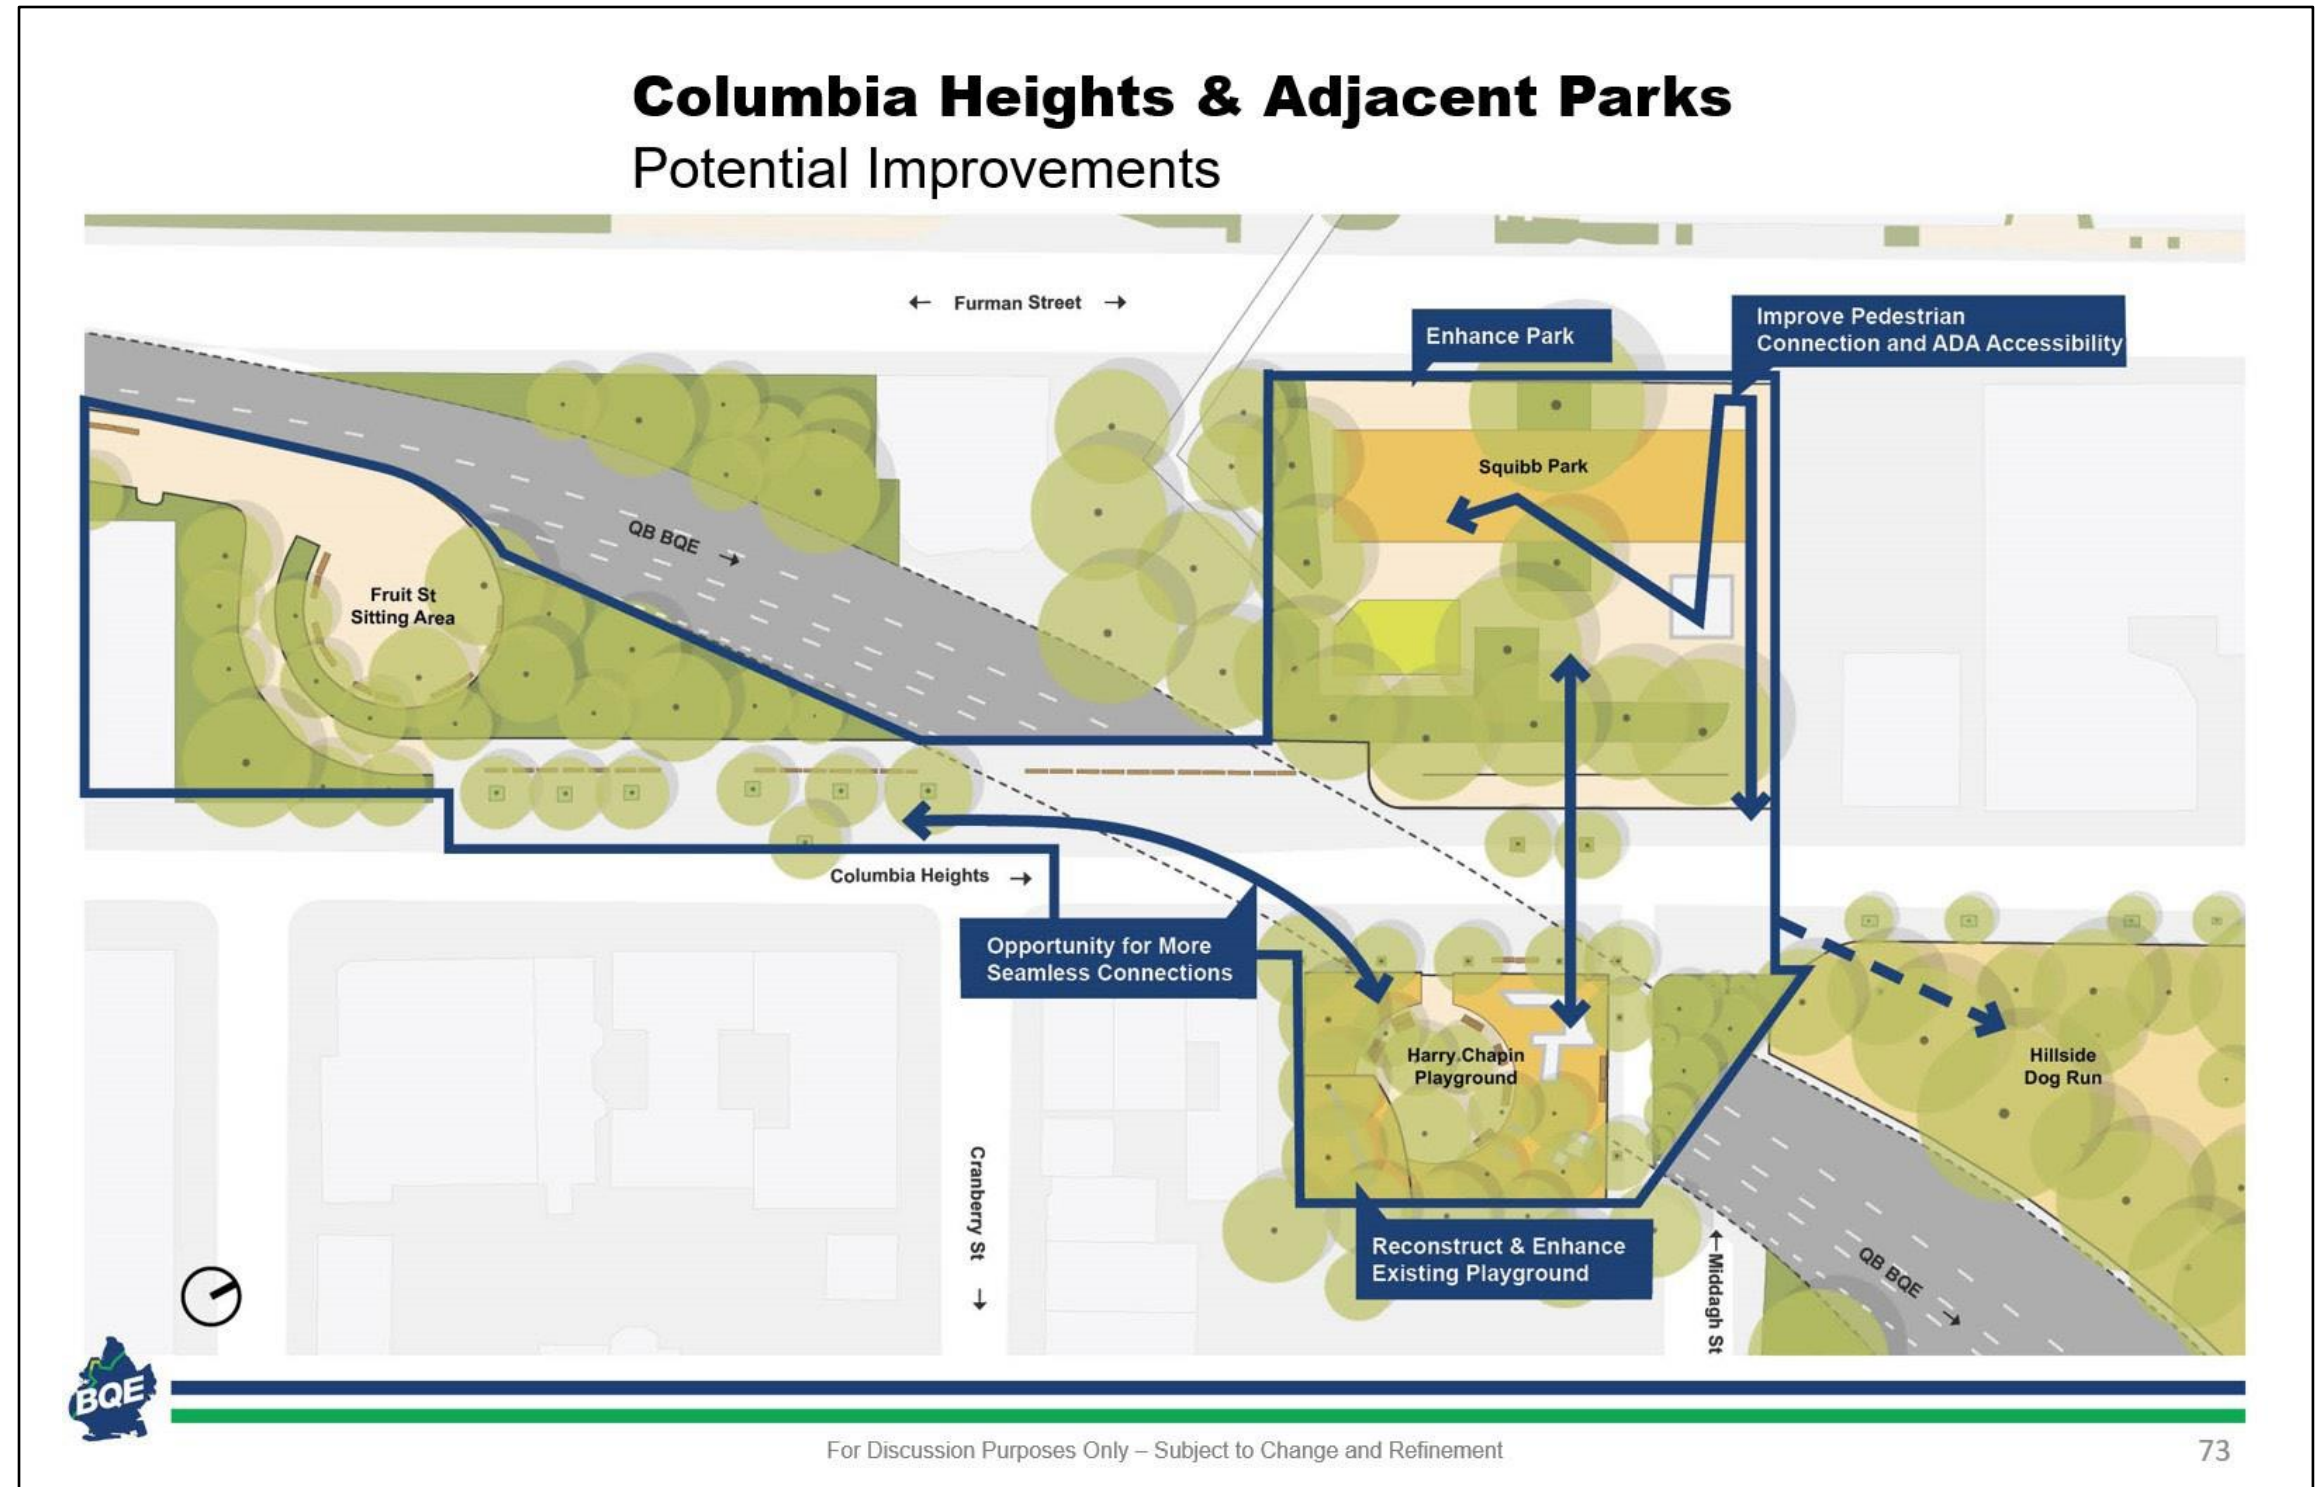 Columbia Heights & Adjacent Parks
Potential Improvements
← Furman Street →
Enhance Park
Improve Pedestrian
Connection and ADA Accessibility
Squibb Park
QB BQE →
Fruit St
Sitting Area
Columbia Heights →
Opportunity for More
Seamless Connections
Harry Chapin
Playground
Hillside
Dog Run
Cranberry St →
Reconstruct & Enhance
Existing Playground
←Middagh St
QB BQE →
BQE
For Discussion Purposes Only – Subject to Change and Refinement
73